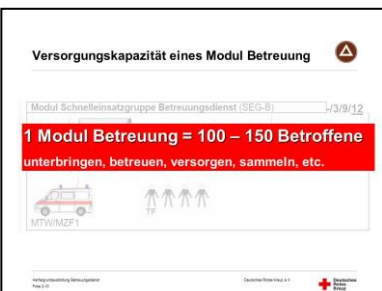 Versorgungskapazität eines Modul Betreuung
Modul Schnelleinsatzgruppe Betreuungsdienst (SEG-B)
-/3/9/12
1 Modul Betreuung = 100 – 150 Betroffene
unterbringen, betreuen, versorgen, sammeln, etc.
TF
MTW/MZF1
Deutsches Rotes Kreuz e.V.
Deutsches
Rotes
Kreuz